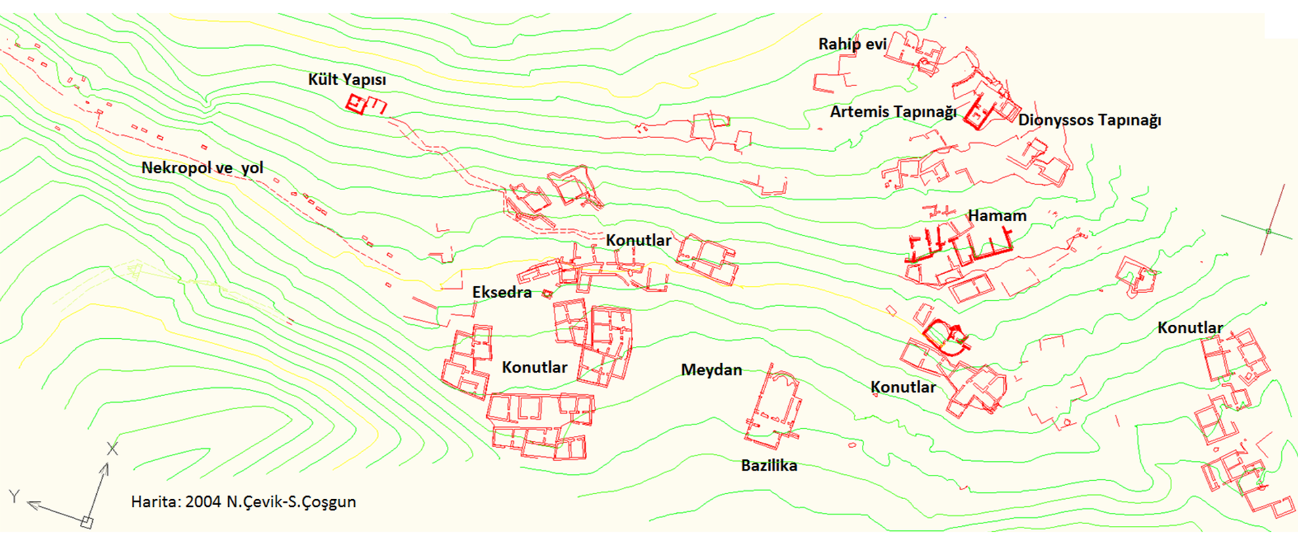 Rahip evi
Kült Yapısı
Artemis Tapınağı
Dionyssos Tapınağı
Nekropol ve yol
Hamam
Konutlar
Eksedra
Konutlar
Konutlar
Meydan
Konutlar
Bazilika
X
Y
Harita: 2004 N.Çevik-S.Çoşgun